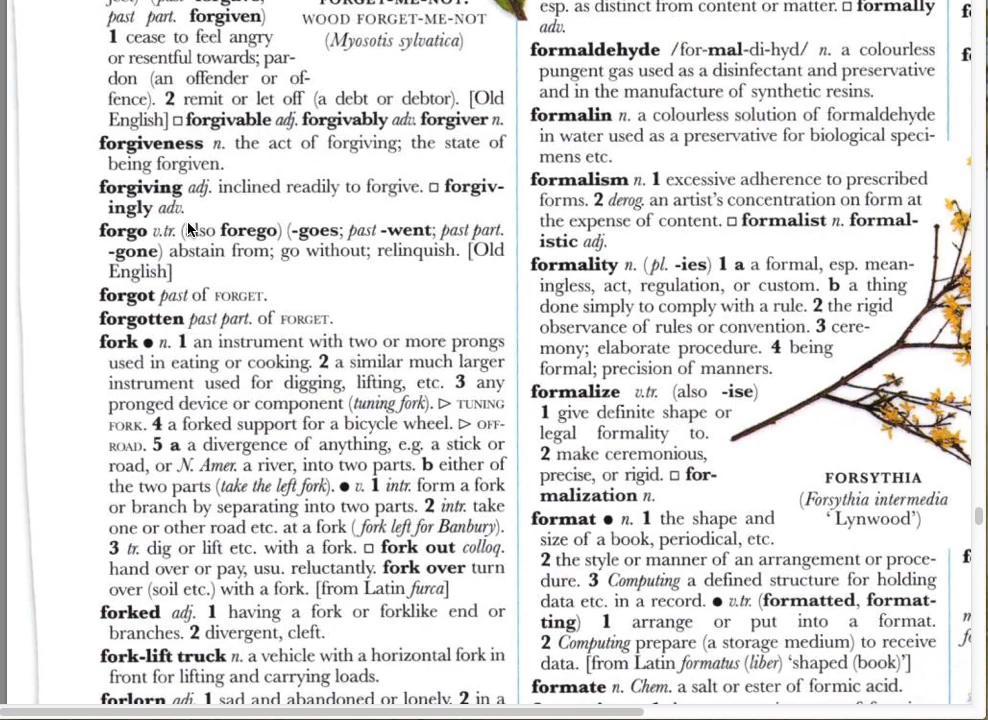 past part. forgiven)
1 cease to feel angry
or resentful towards; par-
don (an offender or of-
fence). 2 remit or let off (a debt or debtor). [Old
English] □ forgivable adj. forgivably adv. forgiver n.
WOOD FORGET-ME-NOT
(Myosotis sylvatica)
forgiveness n. the act of forgiving; the state of
being forgiven.
forgiving adj. inclined readily to forgive. □ forgiv-
ingly adv.
forgo v.tr. (also forego) (-goes; past -went; past part.
-gone) abstain from; go without; relinquish. [Old
English]
forgot past of FORGET.
forgotten past part. of FORGET.
fork ● n. 1 an instrument with two or more prongs
used in eating or cooking. 2 a similar much larger
instrument used for digging, lifting, etc. 3 any
pronged device or component (tuning fork). ▷ TUNING
FORK. 4 a forked support for a bicycle wheel. ▷ OFF-
ROAD. 5 a a divergence of anything, e.g. a stick or
road, or N. Amer. a river, into two parts. b either of
the two parts (take the left fork). ● v. 1 intr. form a fork
or branch by separating into two parts. 2 intr. take
one or other road etc. at a fork (fork left for Banbury).
3 tr. dig or lift etc. with a fork. □ fork out colloq.
hand over or pay, usu. reluctantly. fork over turn
over (soil etc.) with a fork. [from Latin furca]
forked adj. 1 having a fork or forklike end or
branches. 2 divergent, cleft.
fork-lift truck n. a vehicle with a horizontal fork in
front for lifting and carrying loads.
forlorn adj. 1 sad and abandoned or lonely. 2 in a
esp. as distinct from content or matter. □ formally
adv.
formaldehyde /for-mal-di-hyd/ n. a colourless
pungent gas used as a disinfectant and preservative
and in the manufacture of synthetic resins.
formalin n. a colourless solution of formaldehyde
in water used as a preservative for biological speci-
mens etc.
formalism n. 1 excessive adherence to prescribed
forms. 2 derog. an artist's concentration on form at
the expense of content. □ formalist n. formal-
istic adj.
formality n. (pl. -ies) 1 a a formal, esp. mean-
ingless, act, regulation, or custom. b a thing
done simply to comply with a rule. 2 the rigid
observance of rules or convention. 3 cere-
mony; elaborate procedure. 4 being
formal; precision of manners.
formalize v.tr. (also -ise)
1 give definite shape or
legal formality to.
2 make ceremonious,
precise, or rigid. □ for-
malization n.
format ● n. 1 the shape and
size of a book, periodical, etc.
2 the style or manner of an arrangement or proce-
dure. 3 Computing a defined structure for holding
data etc. in a record. ● v.tr. (formatted, format-
ting) 1 arrange or put into a format.
2 Computing prepare (a storage medium) to receive
data. [from Latin formatus (liber) ‘shaped (book)’]
formate n. Chem. a salt or ester of formic acid.
FORSYTHIA
(Forsythia intermedia
‘Lynwood’)